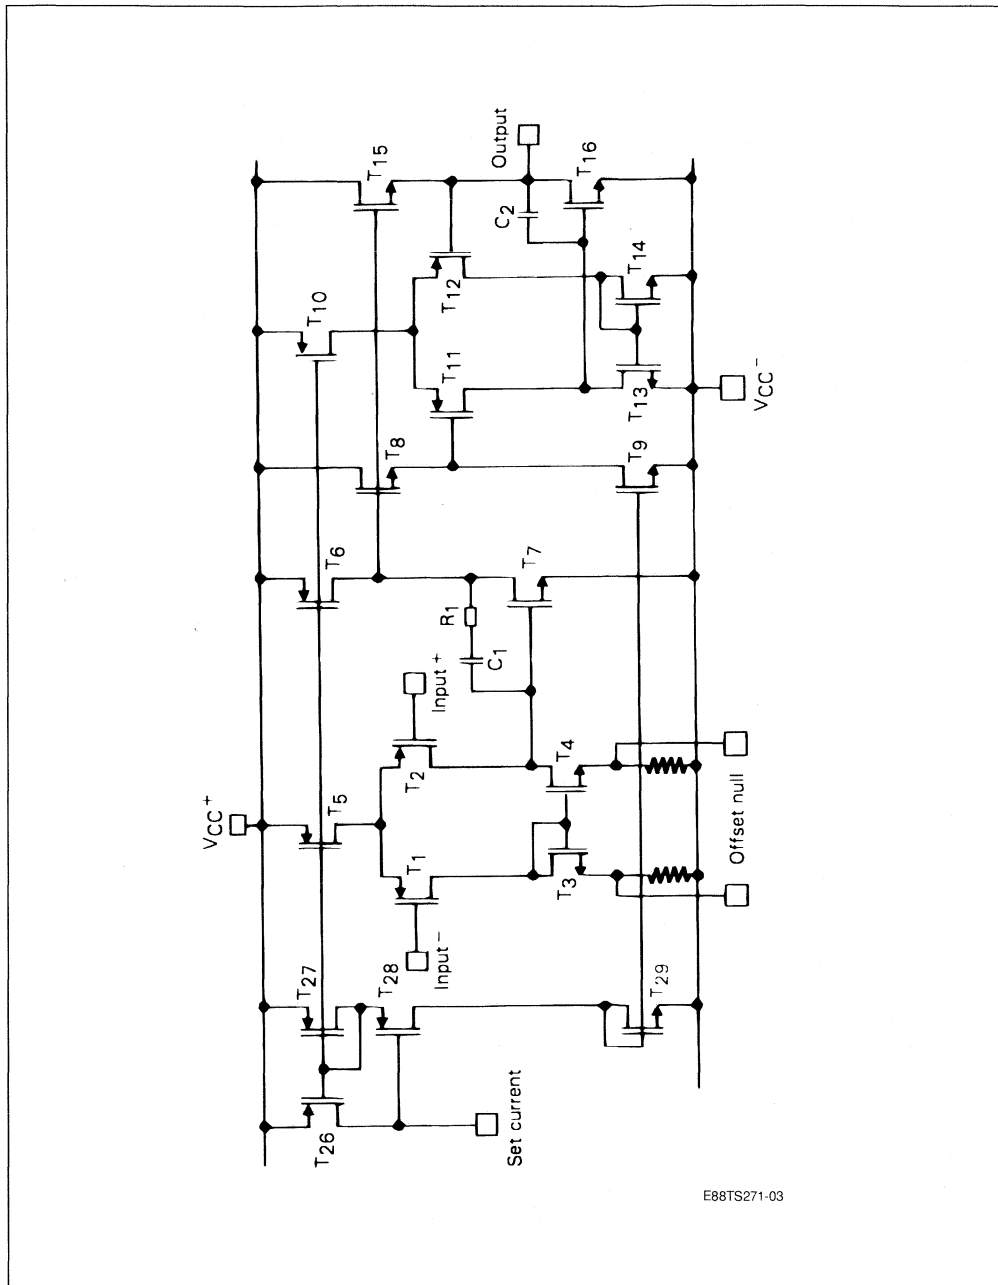 VCC+
T26
T27
T28
T29
Set current
Input -
T1
T2
Input +
T3
T4
T5
Offset null
C1
R1
T6
T7
T8
T9
T10
T11
T12
T13
T14
T15
T16
C2
Output
VCC-
E88TS271-03